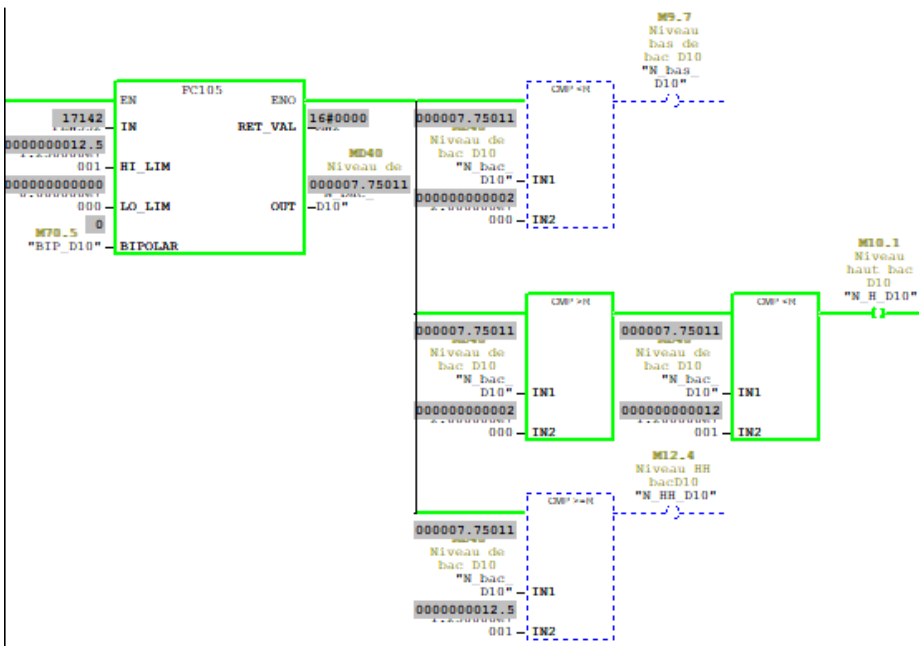 FC105
EN
ENO
17142
IN
RET_VAL
16#0000
0000000012.5
001
HI_LIM
MD40
Niveau de
000000000000
000007.75011
000
LO_LIM
OUT
D10"
0
M70.5
"BIP_D10"
BIPOLAR
M9.7
Niveau
bas de
bac D10
"N_bas_
D10"
CMP <R
000007.75011
Niveau de
bac D10
"N_bac_
D10"
IN1
000000000002
000
IN2
M10.1
Niveau
haut bac
D10
"N_H_D10"
CMP >R
000007.75011
Niveau de
bac D10
"N_bac_
D10"
IN1
000000000002
000
IN2
CMP <R
000007.75011
Niveau de
bac D10
"N_bac_
D10"
IN1
000000000012
001
IN2
M12.4
Niveau HH
bacD10
"N_HH_D10"
CMP >=R
000007.75011
Niveau de
bac D10
"N_bac_
D10"
IN1
0000000012.5
001
IN2